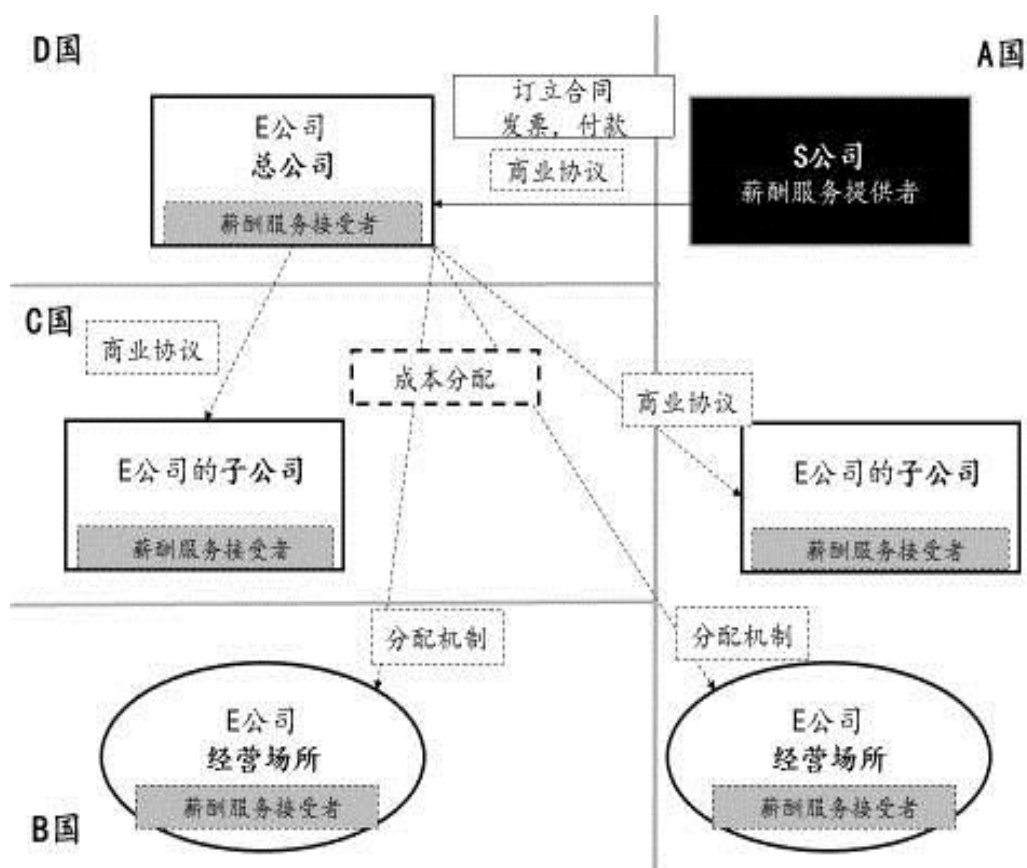 D国
A国
订立合同
发票，付款
商业协议
E公司
总公司
薪酬服务接受者
S公司
薪酬服务提供者
C国
商业协议
成本分配
商业协议
E公司的子公司
薪酬服务接受者
E公司的子公司
薪酬服务接受者
分配机制
分配机制
E公司
经营场所
薪酬服务接受者
E公司
经营场所
薪酬服务接受者
B国